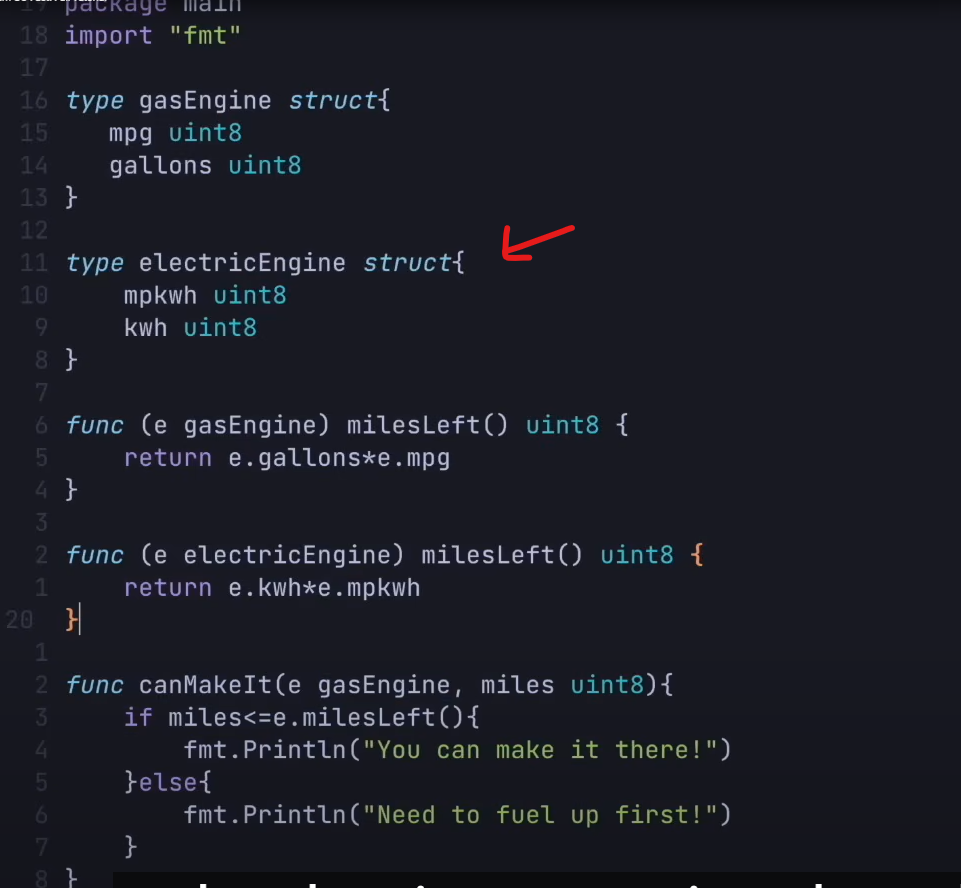 19 package main
18 import "fmt"
17
16 type gasEngine struct{
15 mpg uint8
14 gallons uint8
13 }
12
11 type electricEngine struct{
10 mpkwh uint8
9 kwh uint8
8 }
7
6 func (e gasEngine) milesLeft() uint8 {
5 return e.gallons*e.mpg
4 }
3
2 func (e electricEngine) milesLeft() uint8 {
1 return e.kwh*e.mpkwh
20 }
1
2 func canMakeIt(e gasEngine, miles uint8){
3 if miles<=e.milesLeft(){
4 fmt.Println("You can make it there!")
5 }else{
6 fmt.Println("Need to fuel up first!")
7 }
8 }